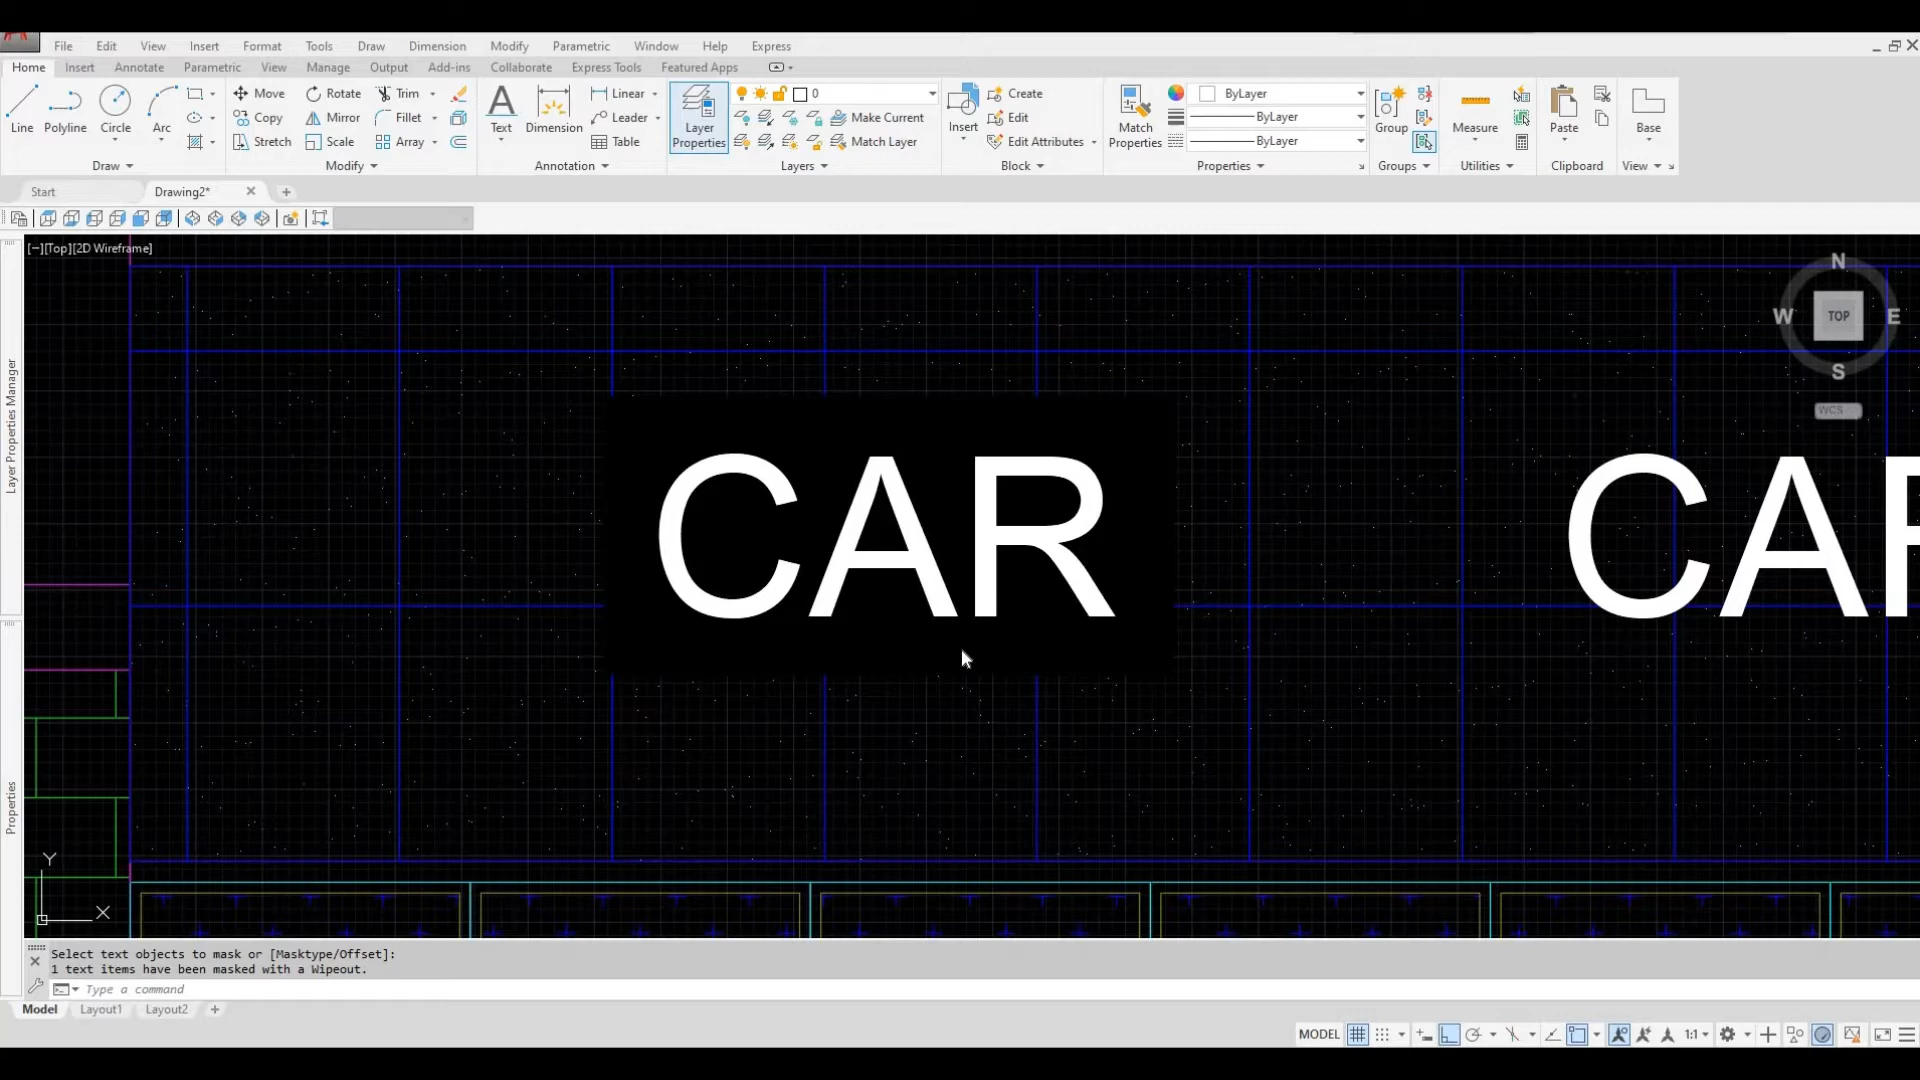 File Edit View Insert Format Tools Draw Dimension Modify Parametric Window Help Express
Home Insert Annotate Parametric View Manage Output Add-ins Collaborate Express Tools Featured Apps
Line Polyline Circle Arc
Move Rotate Trim
Copy Mirror Fillet
Stretch Scale Array
Text Dimension
Linear
Leader
Table
Layer Properties
0
Make Current
Match Layer
Insert
Create
Edit
Edit Attributes
Match Properties
ByLayer
ByLayer
ByLayer
Group
Measure
Paste
Base
Draw Modify Annotation Layers Block Properties Groups Utilities Clipboard View
Start Drawing2*
[−][Top][2D Wireframe]
N
W TOP E
S
WCS
CAR
CAR
Layer Properties Manager
Properties
Y
X
Select text objects to mask or [Masktype/Offset]:
1 text items have been masked with a Wipeout.
Type a command
Model Layout1 Layout2 +
MODEL 1:1